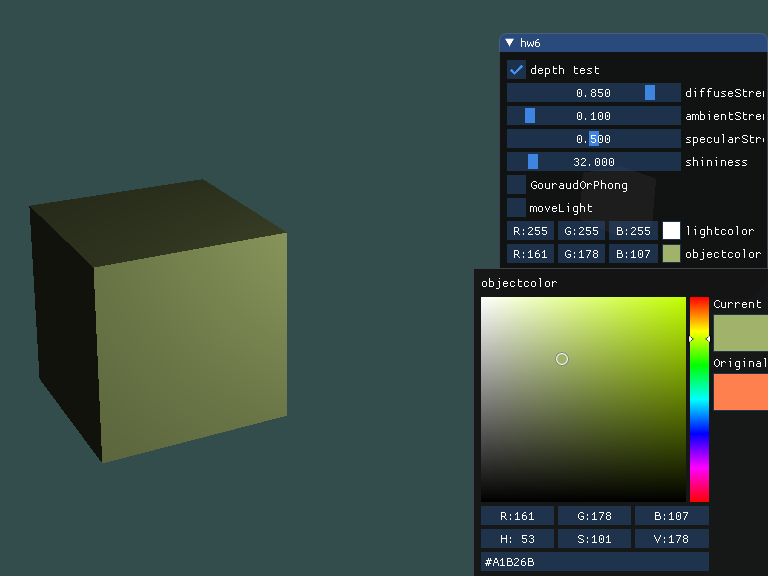 hw6
depth test
0.850 diffuseStre
0.100 ambientStre
0.500 specularStr
32.000 shininess
GouraudOrPhong
moveLight
R:255 G:255 B:255 lightcolor
R:161 G:178 B:107 objectcolor
objectcolor
Current
Original
R:161 G:178 B:107
H: 53 S:101 V:178
#A1B26B